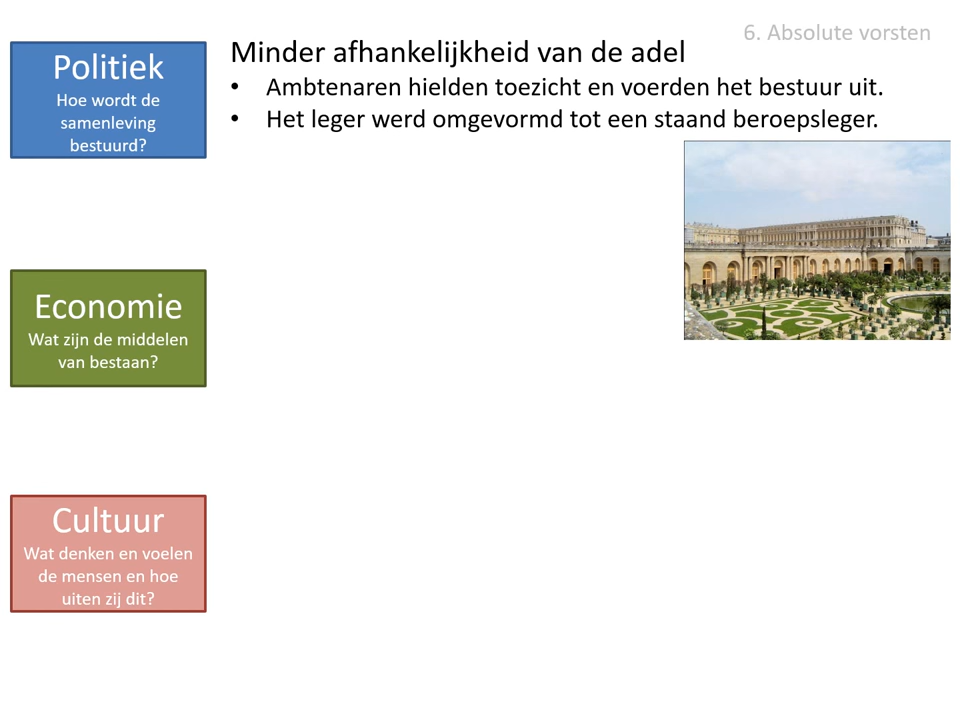 6. Absolute vorsten
Politiek
Hoe wordt de
samenleving
bestuurd?
Minder afhankelijkheid van de adel
• Ambtenaren hielden toezicht en voerden het bestuur uit.
• Het leger werd omgevormd tot een staand beroepsleger.
Economie
Wat zijn de middelen
van bestaan?
Cultuur
Wat denken en voelen
de mensen en hoe
uiten zij dit?